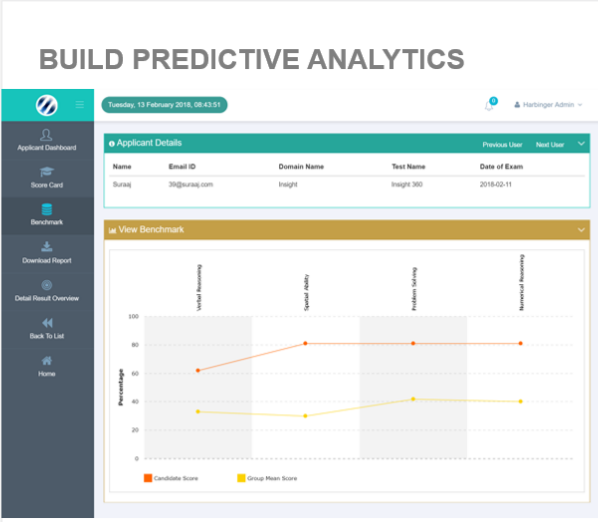 BUILD PREDICTIVE ANALYTICS
Tuesday, 13 February 2018, 08:43:51
0
Harbinger Admin
Applicant Dashboard
Score Card
Benchmark
Download Report
Detail Result Overview
Back To List
Home
Applicant Details
Previous User Next User
Name Email ID Domain Name Test Name Date of Exam
Suraaj 39@suraaj.com Insight Insight 360 2018-02-11
View Benchmark
Verbal Reasoning
Spatial Ability
Problem Solving
Numerical Reasoning
Percentage
100
80
60
40
20
0
Candidate Score Group Mean Score